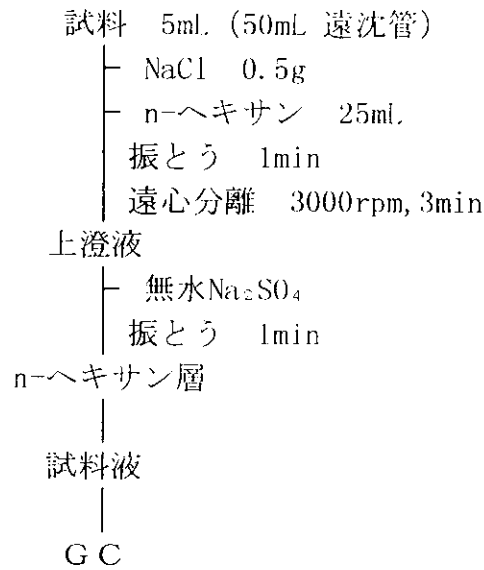 試料 5mL (50mL 遠沈管)
NaCl 0.5g
n-ヘキサン 25mL
振とう 1min
遠心分離 3000rpm, 3min
上澄液
無水Na₂SO₄
振とう 1min
n-ヘキサン層
試料液
GC